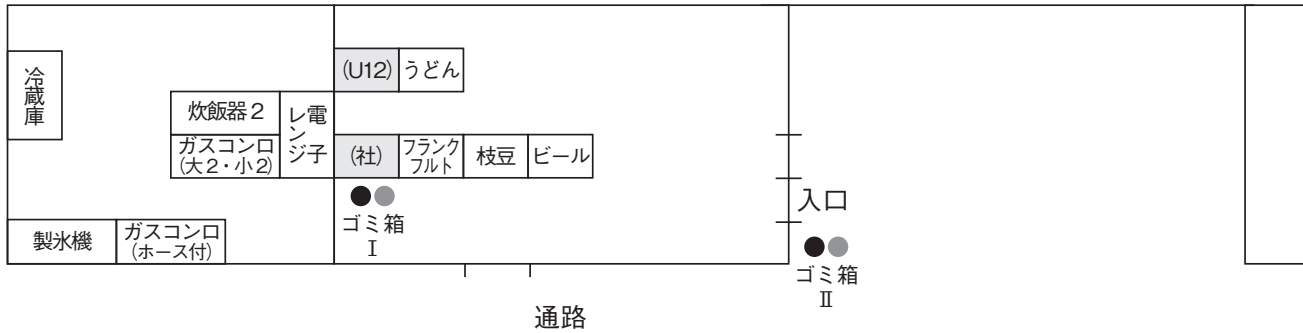 冷蔵庫
(U12)
うどん
炊飯器2
電子
レンジ
ガスコンロ
(大2・小2)
(社)
フランク
フルト
枝豆
ビール
ゴミ箱
Ⅰ
入口
製氷機
ガスコンロ
(ホース付)
ゴミ箱
Ⅱ
通路